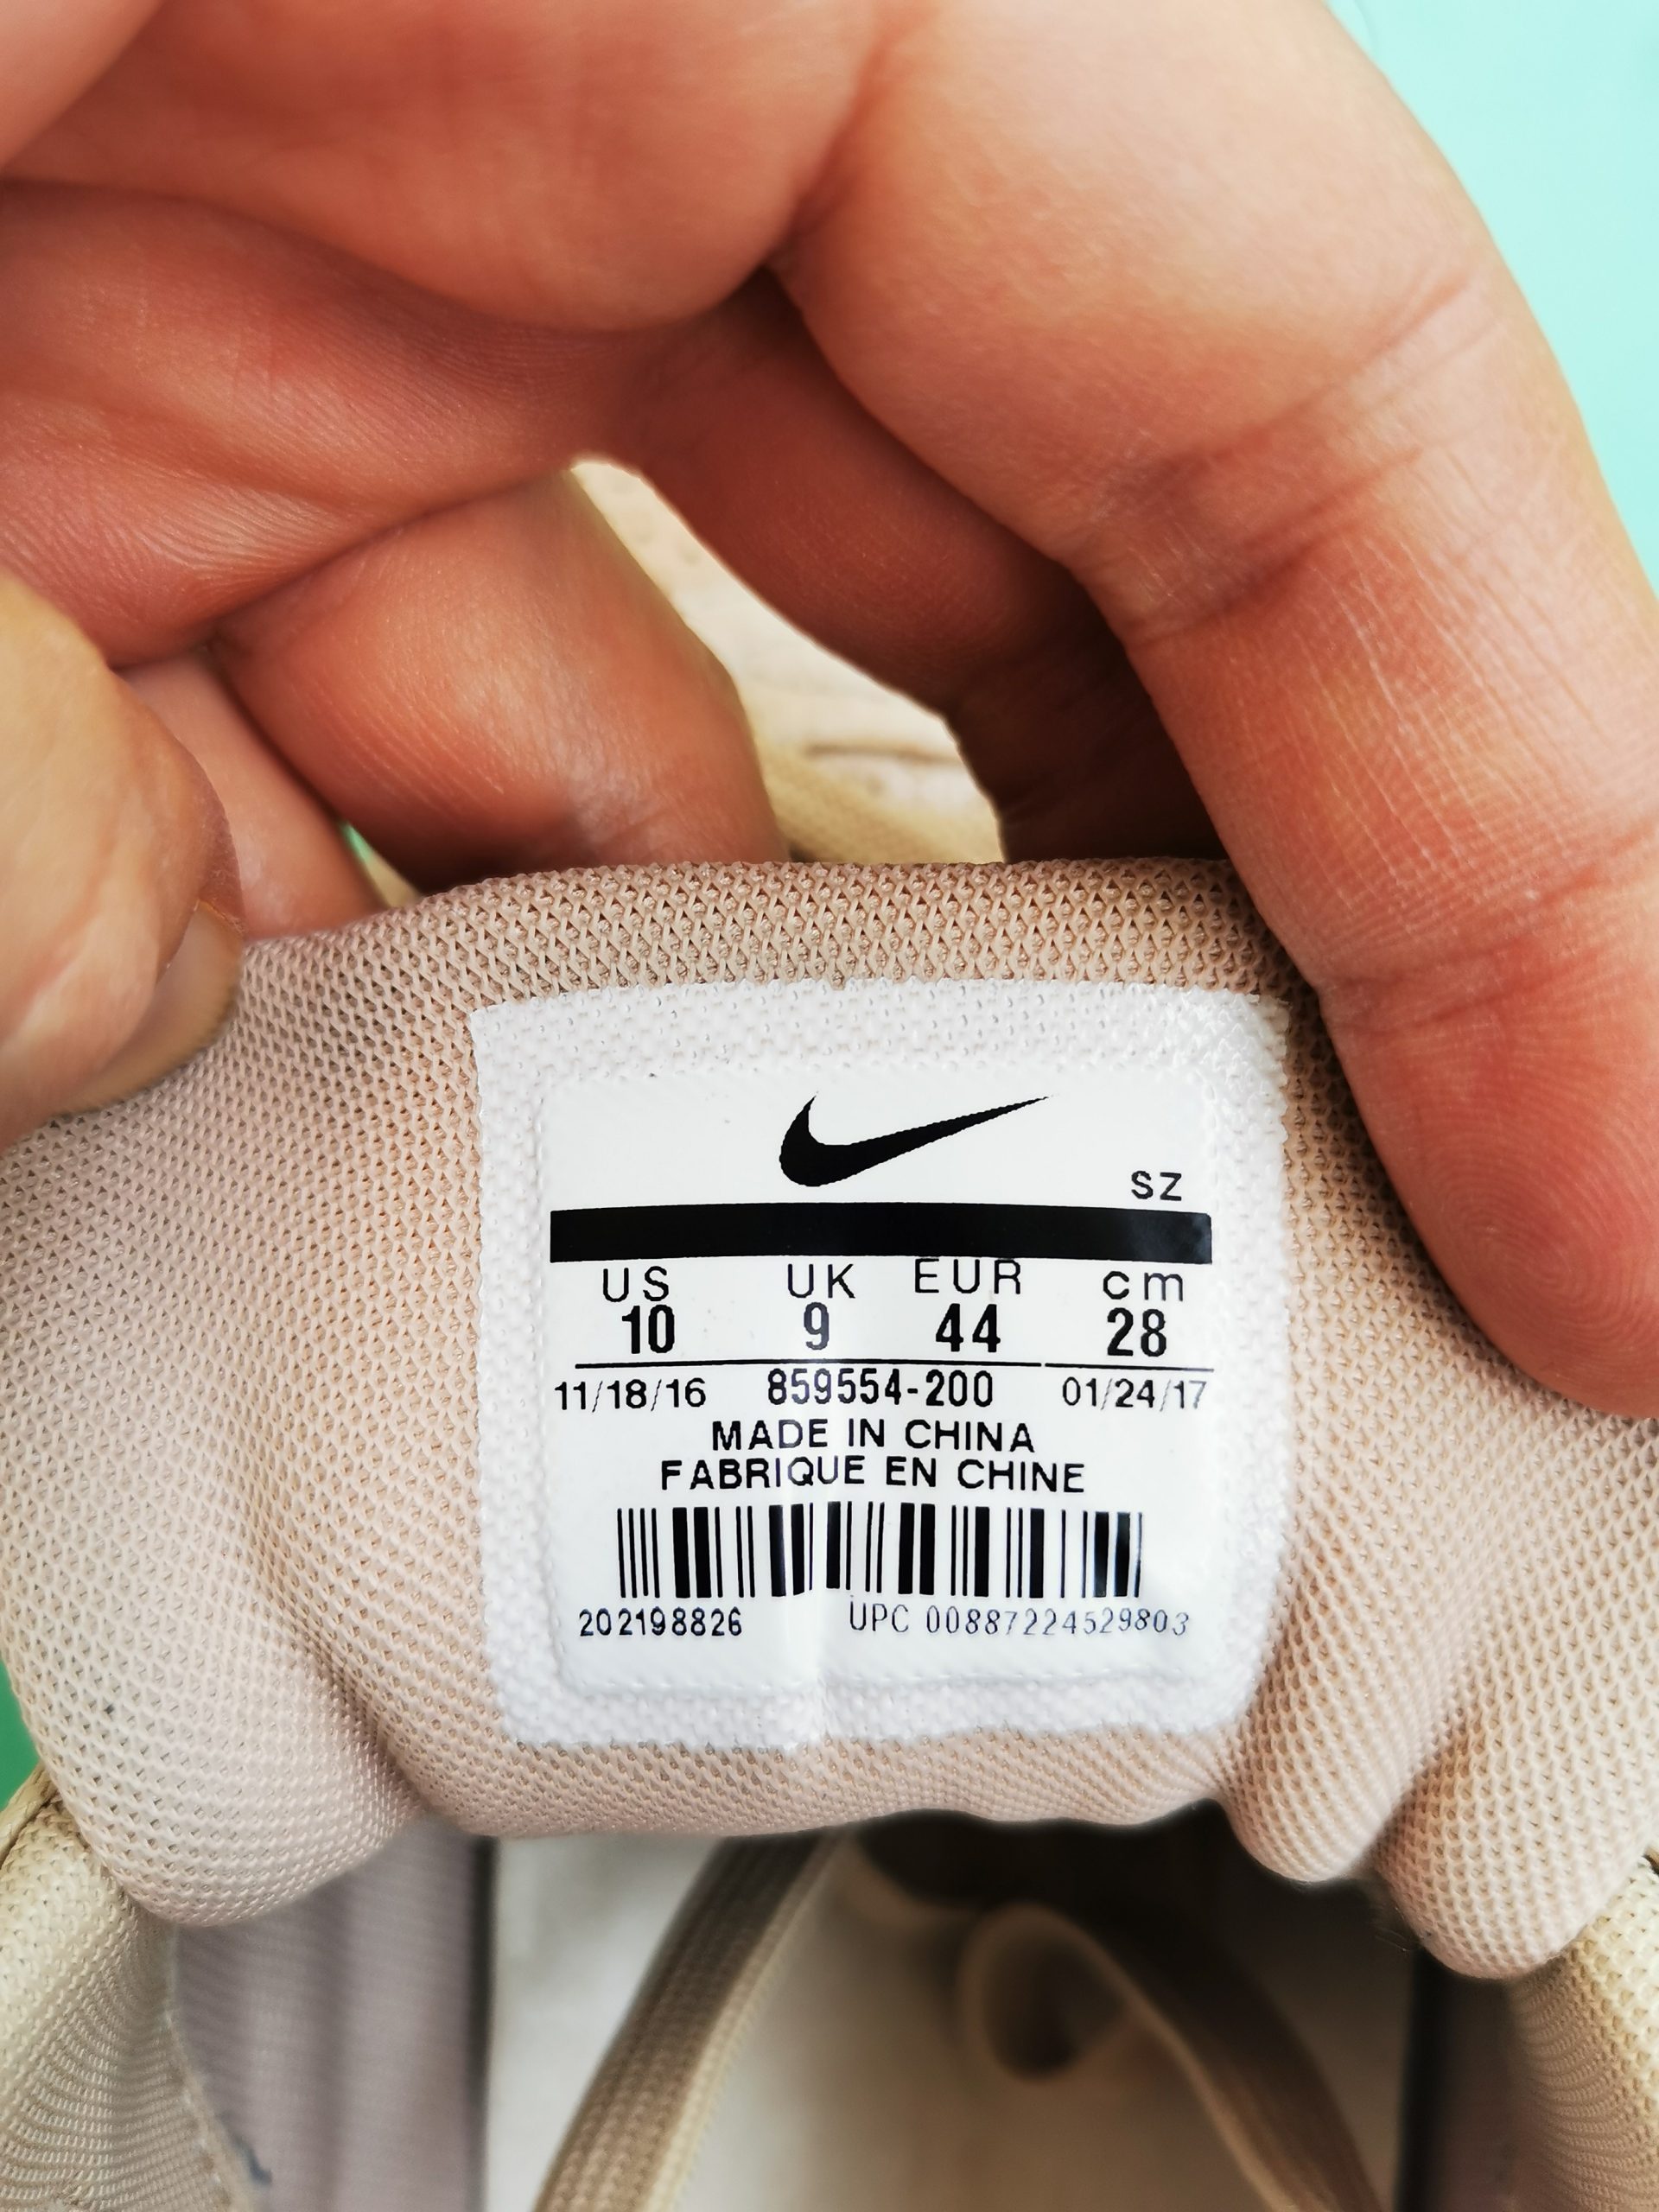 SZ
US UK EUR cm
10 9 44 28
11/18/16 859554-200 01/24/17
MADE IN CHINA
FABRIQUE EN CHINE
202198826 UPC 00887224529803